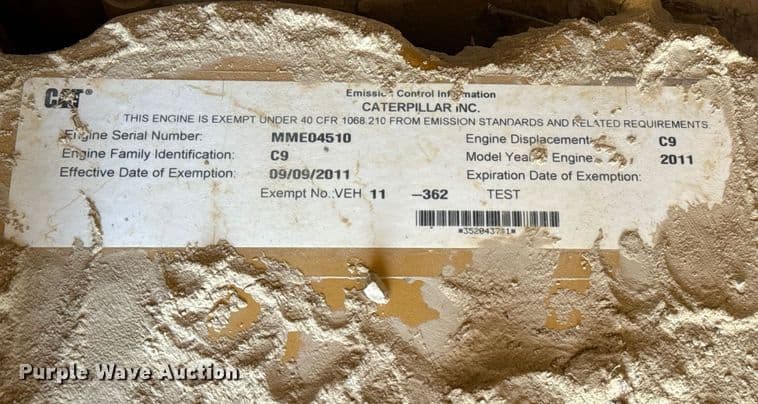 CAT®
Emission Control Information
CATERPILLAR INC.
THIS ENGINE IS EXEMPT UNDER 40 CFR 1068.210 FROM EMISSION STANDARDS AND RELATED REQUIREMENTS.
Engine Serial Number: MME04510 Engine Displacement: C9
Engine Family Identification: C9 Model Year Engine: 2011
Effective Date of Exemption: 09/09/2011 Expiration Date of Exemption:
Exempt No.:VEH 11 -362 TEST
Purple Wave Auction